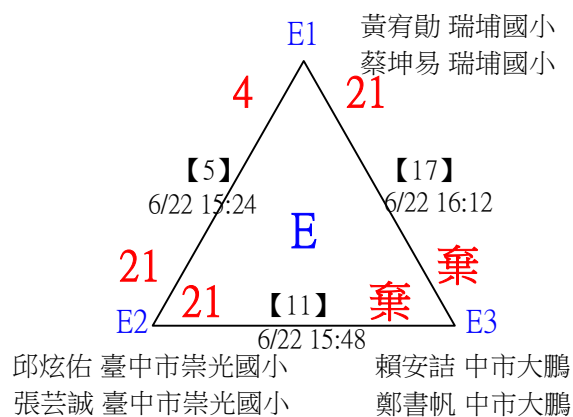 E1
黃宥勛 瑞埔國小
蔡坤易 瑞埔國小
4
21
【5】
6/22 15:24
【17】
6/22 16:12
E
21
21
棄
棄
【11】
6/22 15:48
E2
E3
邱炫佑 臺中市崇光國小
張芸誠 臺中市崇光國小
賴安喆 中市大鵬
鄭書帆 中市大鵬